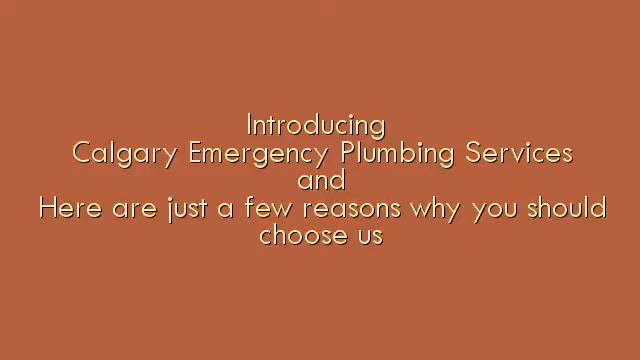 Introducing
Calgary Emergency Plumbing Services
and
Here are just a few reasons why you should
choose us